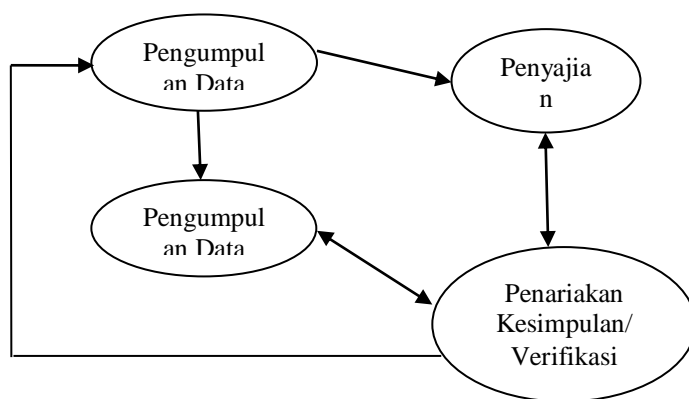 Pengumpul
an Data
Penyajia
n
Pengumpul
an Data
Penariakan
Kesimpulan/
Verifikasi